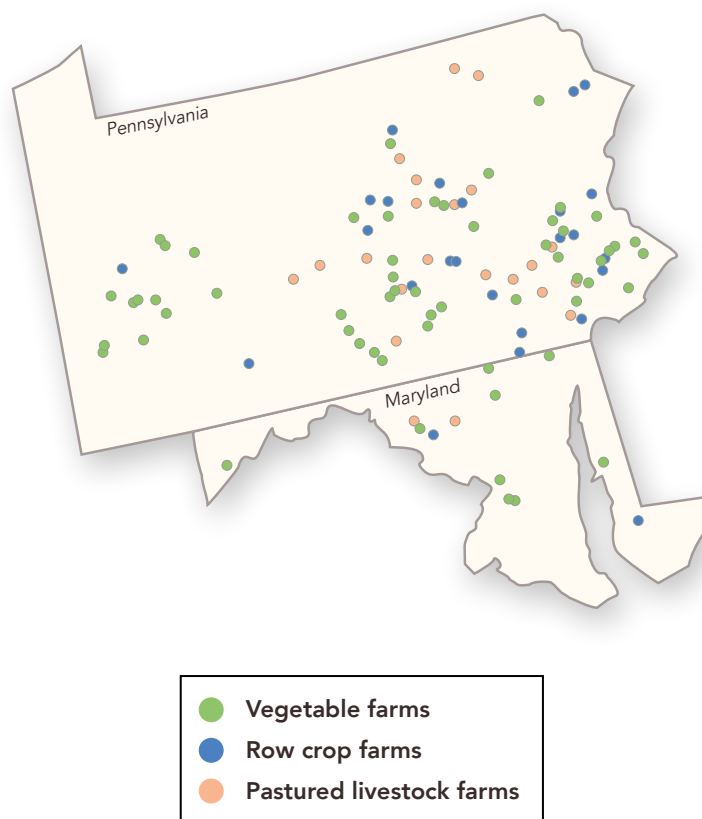 Pennsylvania
Maryland
Vegetable farms
Row crop farms
Pastured livestock farms